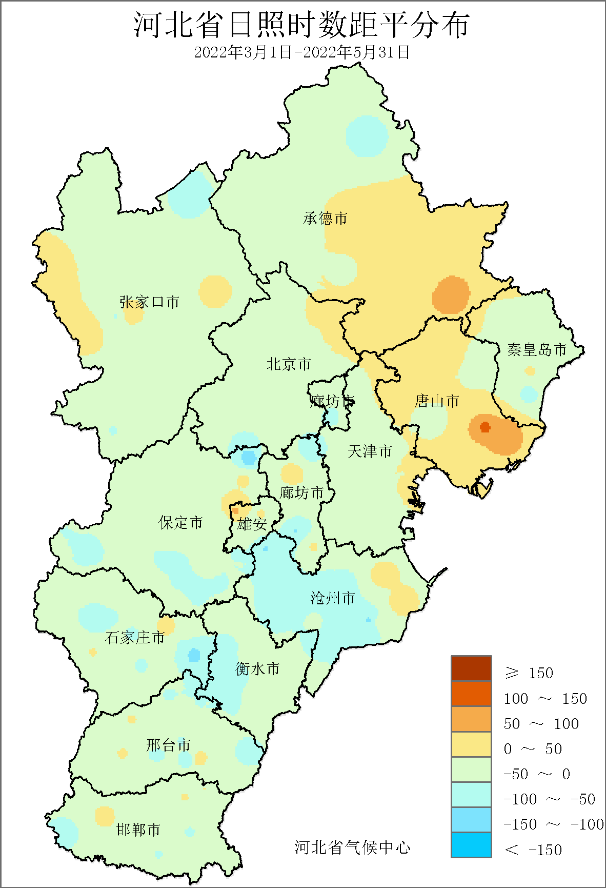 河北省日照时数距平分布
2022年3月1日-2022年5月31日
承德市
张家口市
秦皇岛市
北京市
廊坊市
唐山市
天津市
廊坊市
保定市
雄安
沧州市
石家庄市
衡水市
邢台市
邯郸市
≥ 150
100 ～ 150
50 ～ 100
0 ～ 50
-50 ～ 0
100 ～ -50
-150 ～ -100
< -150
河北省气候中心